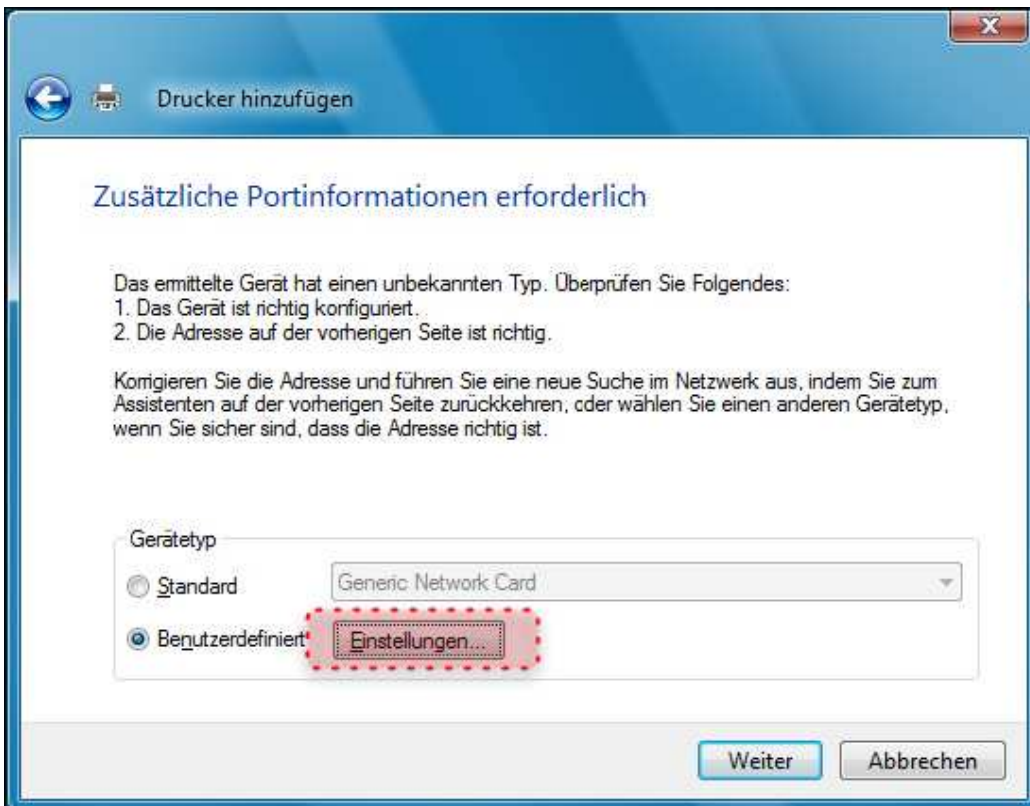 Drucker hinzufügen
Zusätzliche Portinformationen erforderlich
Das ermittelte Gerät hat einen unbekannten Typ. Überprüfen Sie Folgendes:
1. Das Gerät ist richtig konfiguriert.
2. Die Adresse auf der vorherigen Seite ist richtig.
Korrigieren Sie die Adresse und führen Sie eine neue Suche im Netzwerk aus, indem Sie zum
Assistenten auf der vorherigen Seite zurückkehren, oder wählen Sie einen anderen Gerätetyp,
wenn Sie sicher sind, dass die Adresse richtig ist.
Gerätetyp
Standard
Generic Network Card
Benutzerdefiniert
Einstellungen...
Weiter
Abbrechen